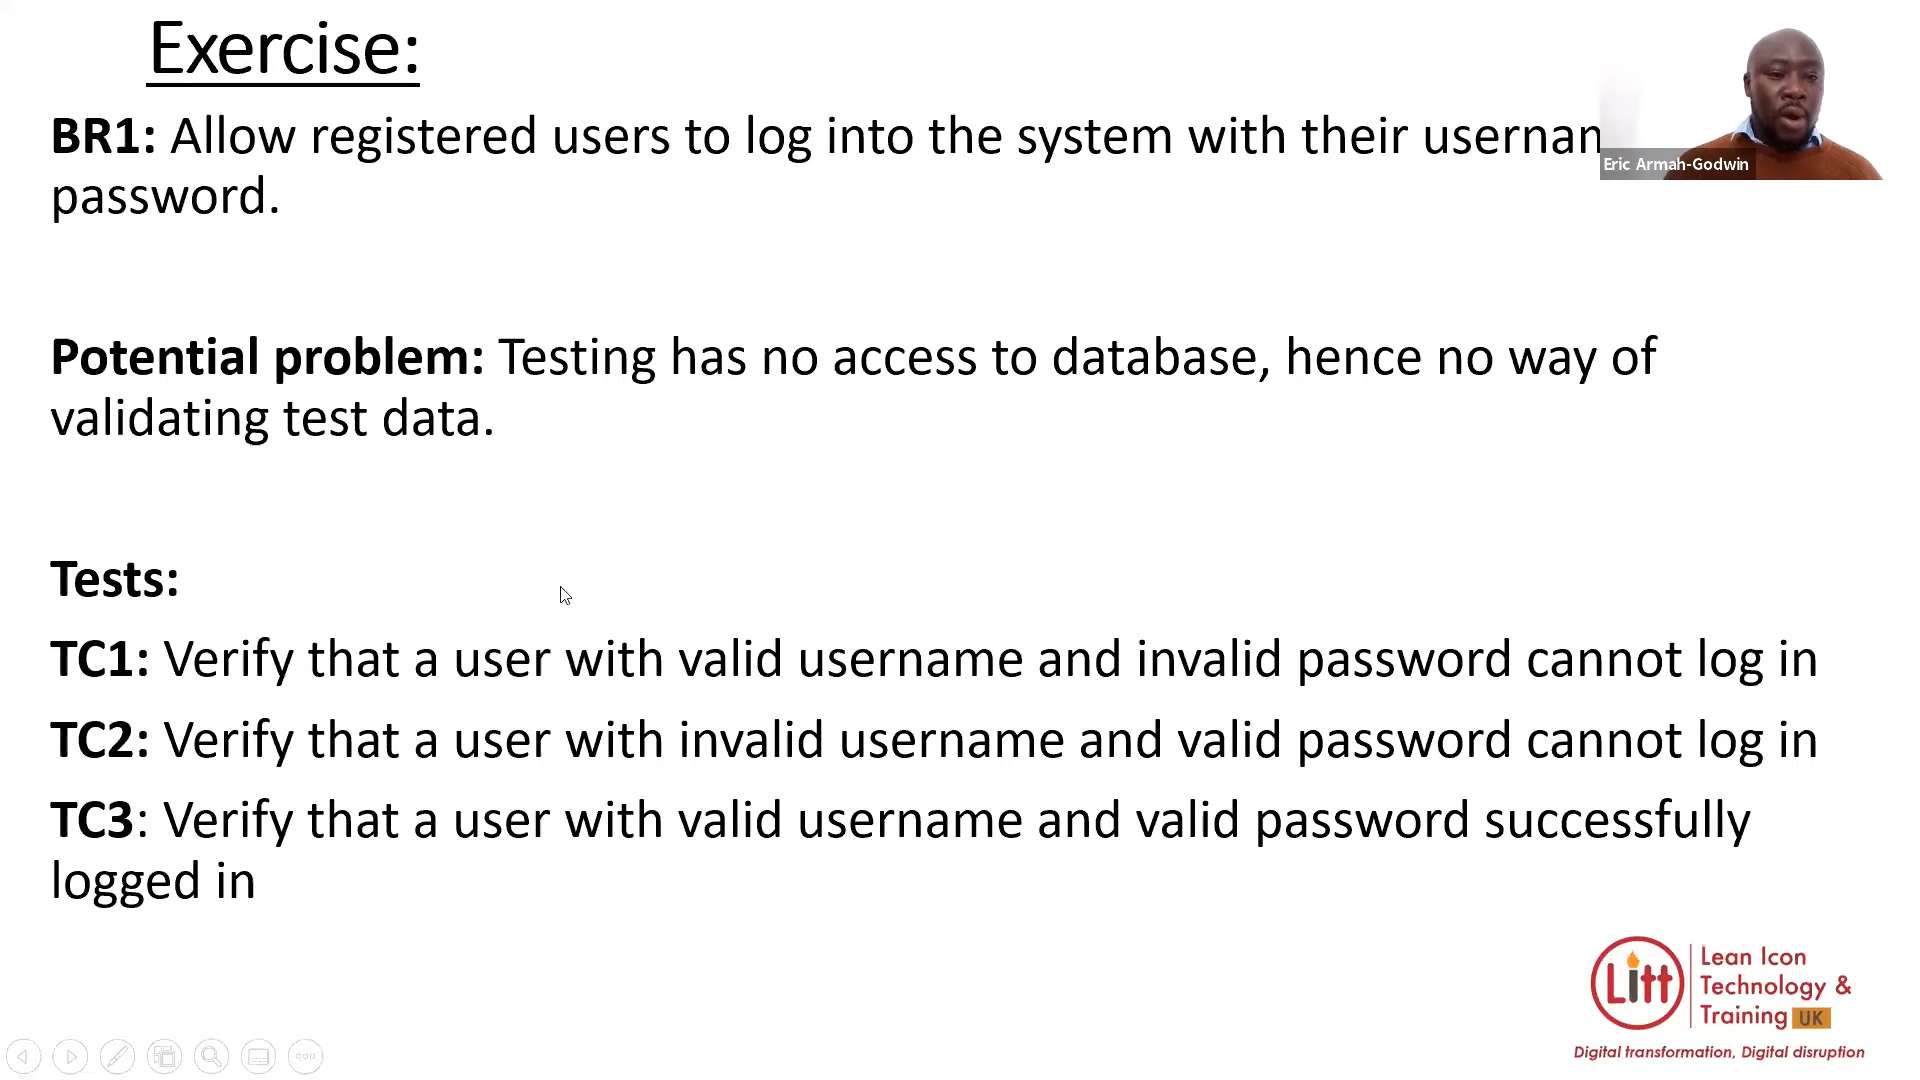 Exercise:
BR1: Allow registered users to log into the system with their usernam
password.
Eric Armah-Godwin
Potential problem: Testing has no access to database, hence no way of
validating test data.
Tests:
TC1: Verify that a user with valid username and invalid password cannot log in
TC2: Verify that a user with invalid username and valid password cannot log in
TC3: Verify that a user with valid username and valid password successfully
logged in
Litt
Lean Icon
Technology &
Training UK
Digital transformation, Digital disruption